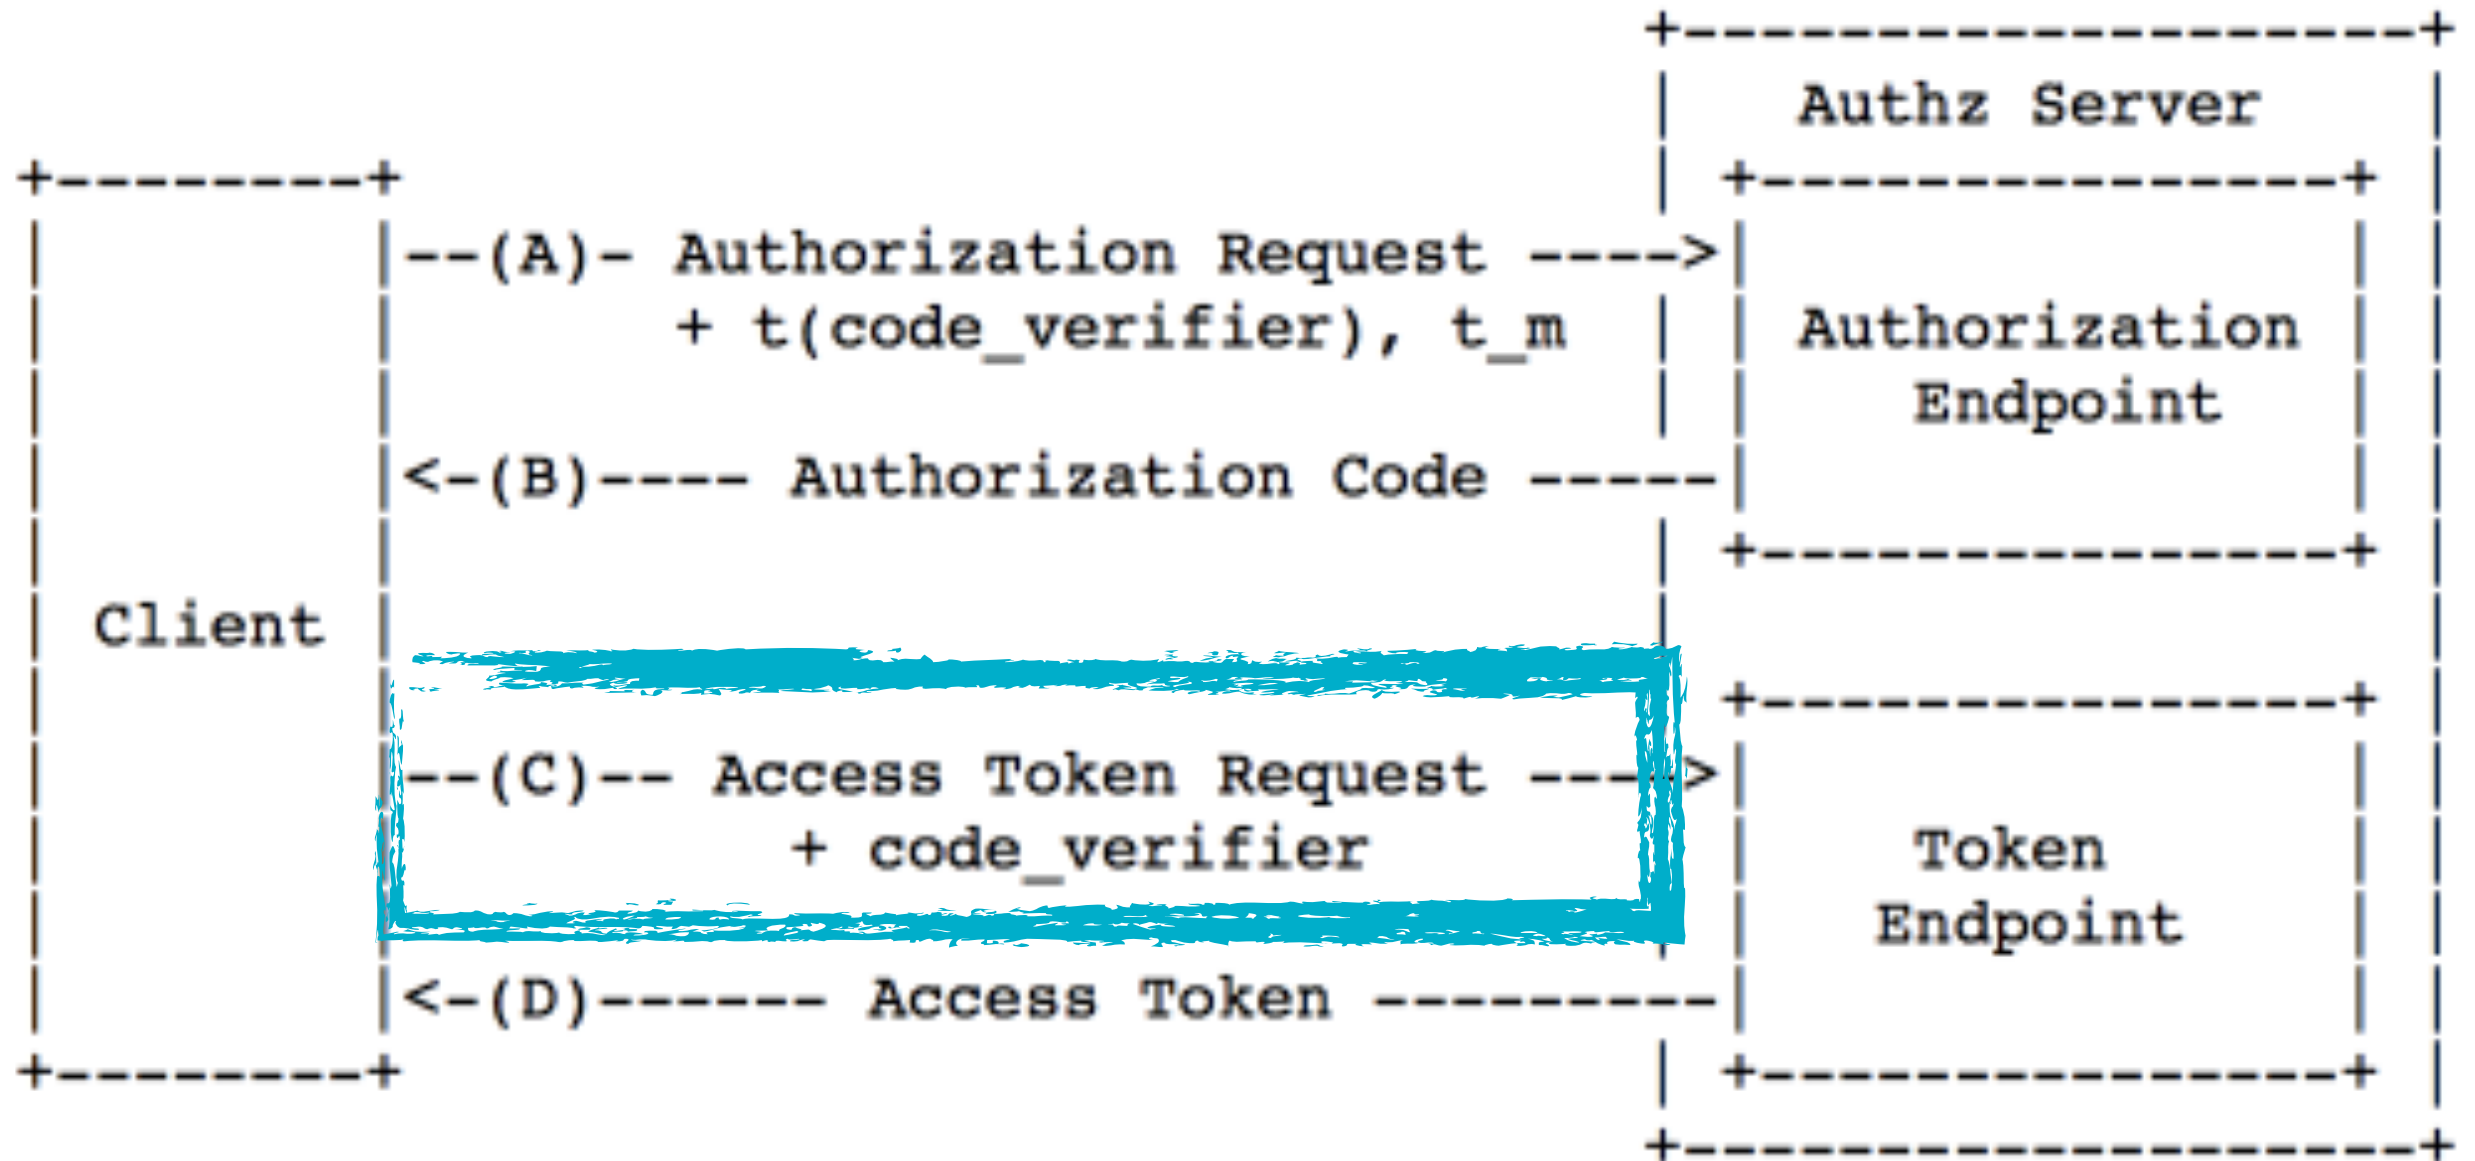 Authz Server
--(A)- Authorization Request ---->
+ t(code_verifier), t_m
Authorization
Endpoint
<-(B)---- Authorization Code -----
Client
--(C)-- Access Token Request ---->
+ code_verifier
Token
Endpoint
<-(D)------ Access Token ---------